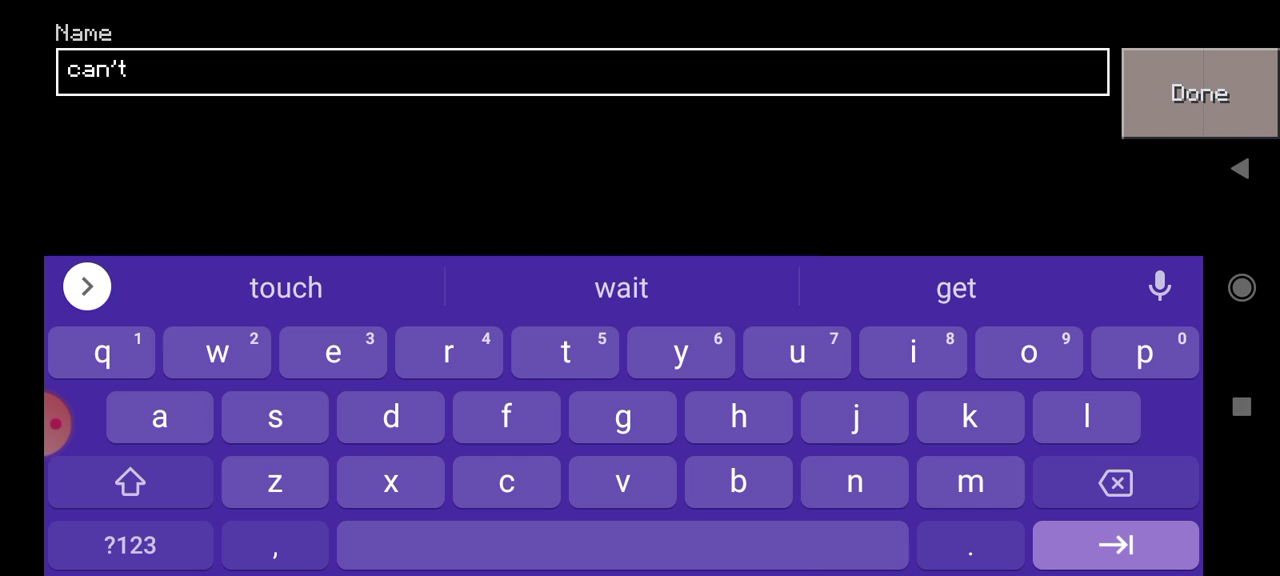 Name
can't
Done
touch wait get
q 1 w 2 e 3 r 4 t 5 y 6 u 7 i 8 o 9 p 0
a s d f g h j k l
z x c v b n m
?123 , .